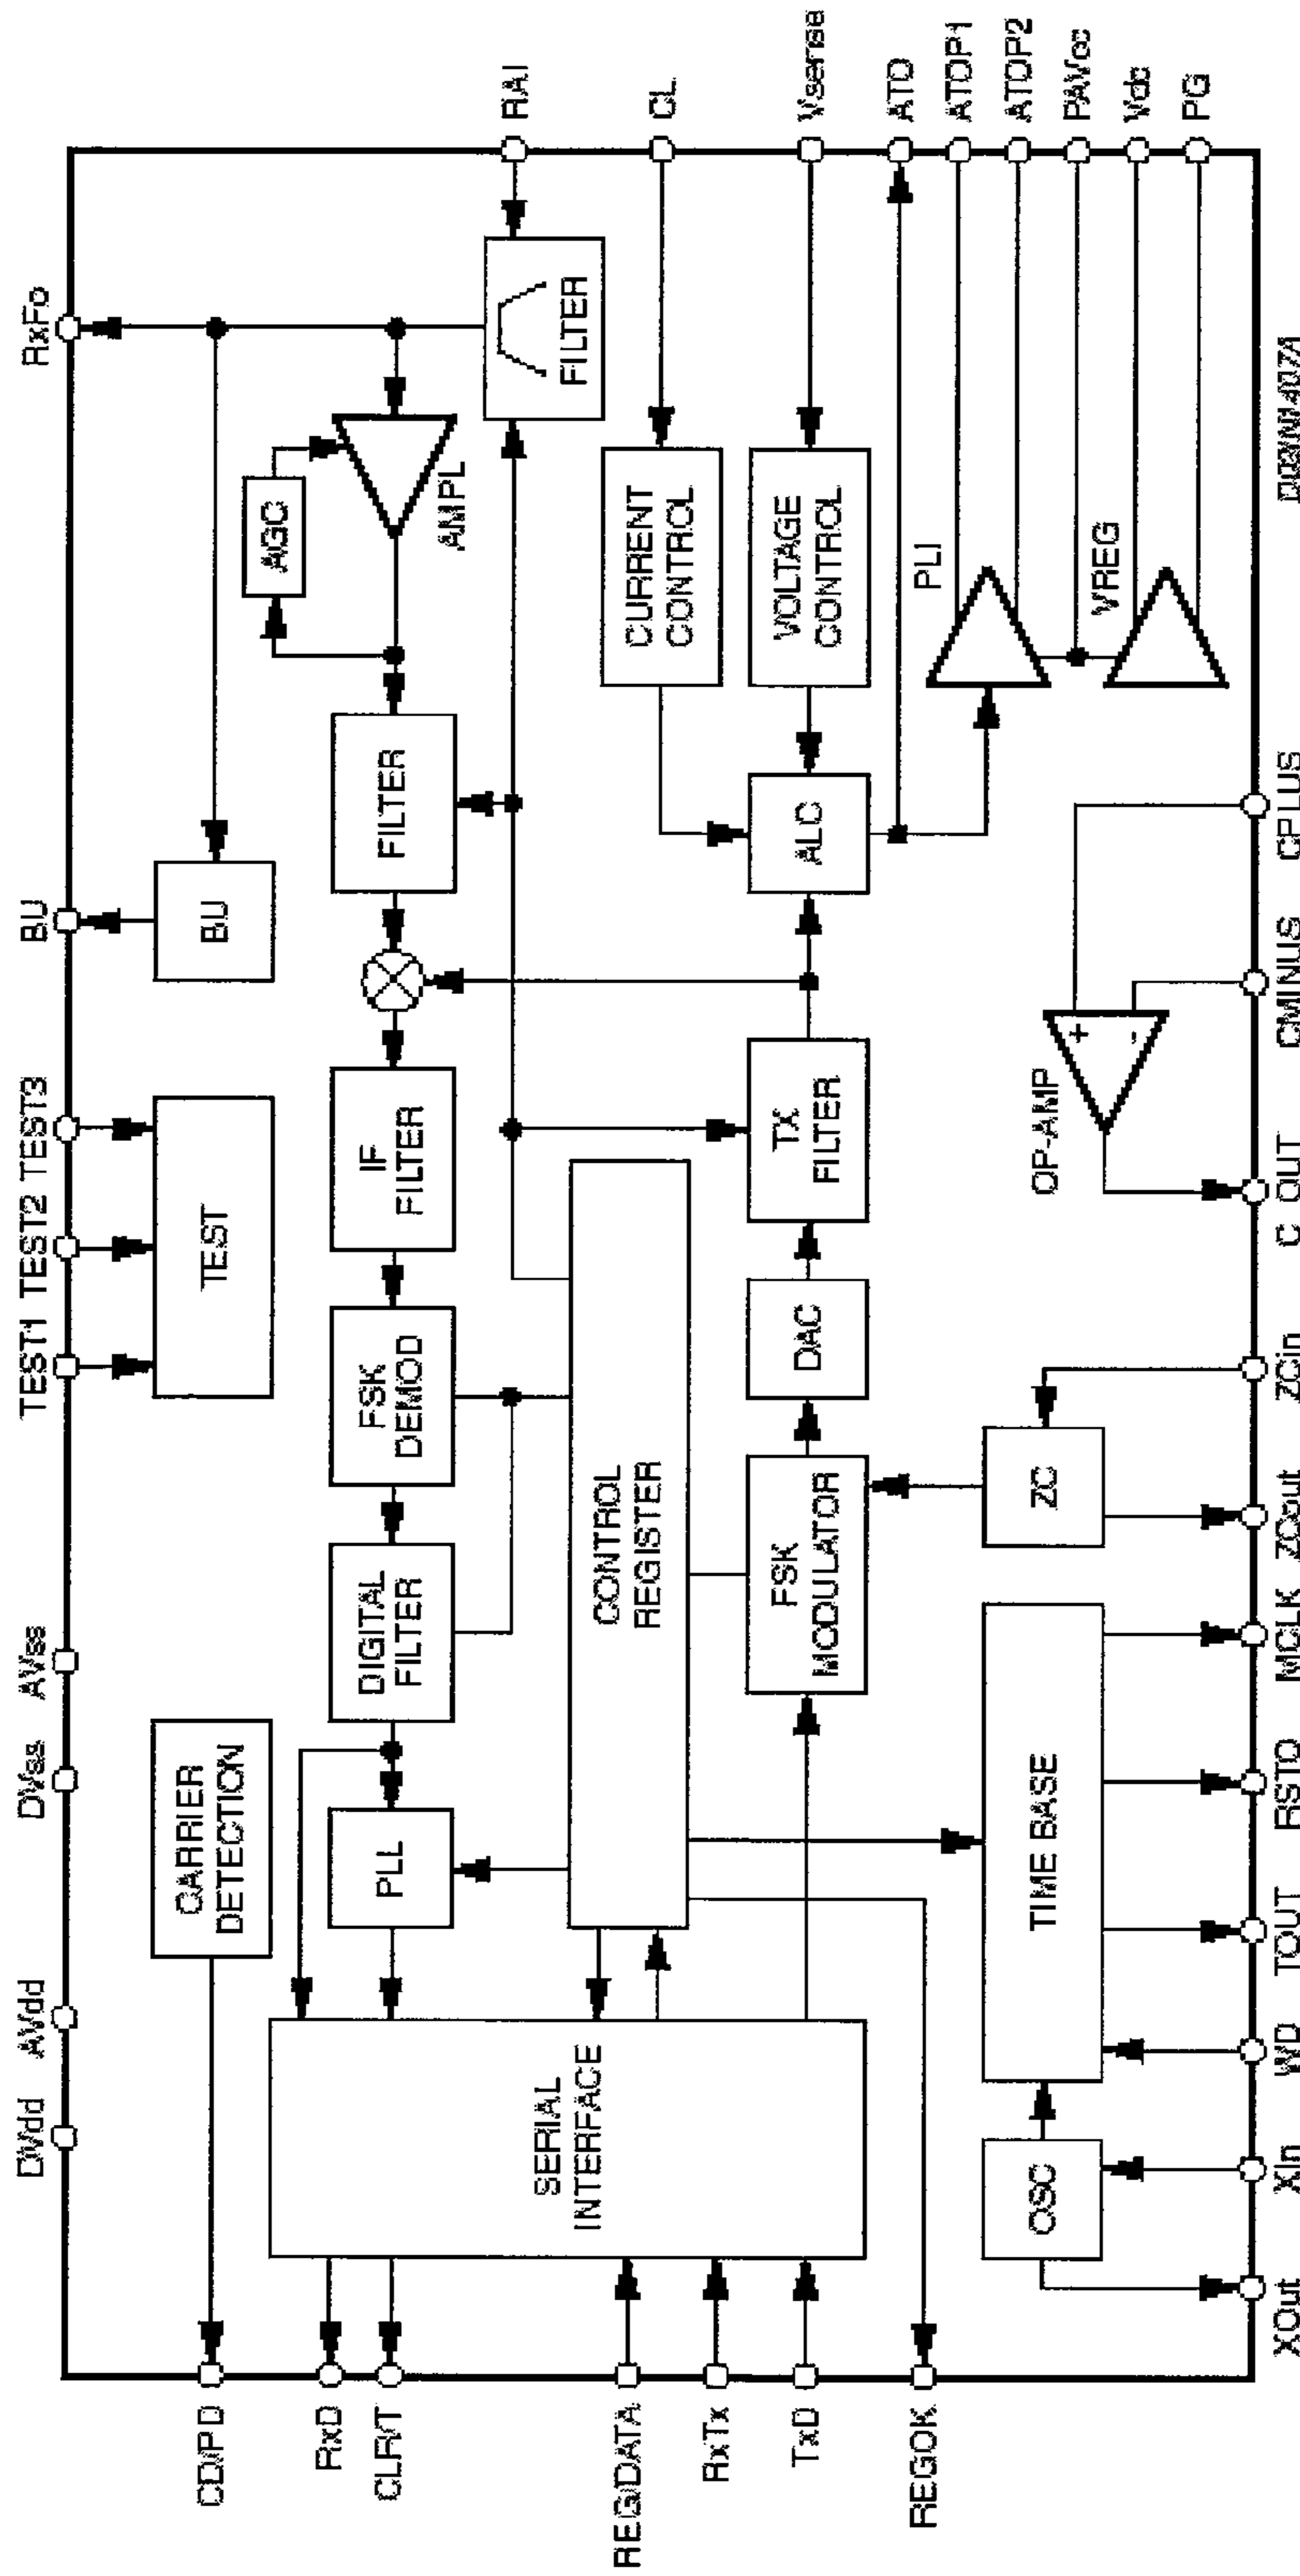 DVdd
AVdd
DVss
AVss
TEST1
TEST2
TEST3
BU
RxFo
CARRIER
DETECTION
TEST
BU
AGC
AMPL
PLL
DIGITAL
FILTER
FSK
DEMOD
IF
FILTER
FILTER
FILTER
SERIAL
INTERFACE
CONTROL
REGISTER
CURRENT
CONTROL
VOLTAGE
CONTROL
FSK
MODULATOR
DAC
TX
FILTER
ALC
PLI
VREG
OSC
TIME BASE
ZC
OP-AMP
+
-
CD/PD
RxD
CLR/T
REG/DATA
RxTx
TxD
REGOK
RAI
CL
Vsense
ATO
ATOP1
ATOP2
PAVcc
Vdc
PG
XOut
XIn
WD
TOUT
RSTO
MCLK
ZCout
ZCin
C OUT
CMINUS
CPLUS